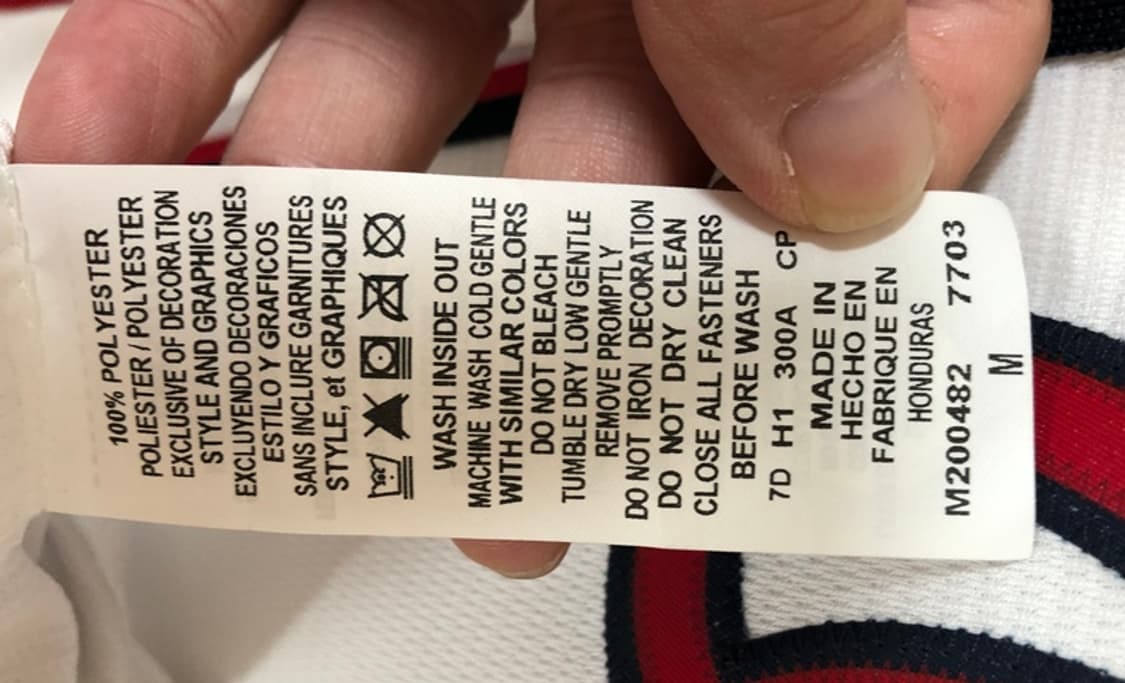 100% POLYESTER
POLIESTER / POLYESTER
EXCLUSIVE OF DECORATION
STYLE AND GRAPHICS
EXCLUYENDO DECORACIONES
ESTILO Y GRAFICOS
SANS INCLURE GARNITURES
STYLE, et GRAPHIQUES
WASH INSIDE OUT
MACHINE WASH COLD GENTLE
WITH SIMILAR COLORS
DO NOT BLEACH
TUMBLE DRY LOW GENTLE
REMOVE PROMPTLY
DO NOT IRON DECORATION
DO NOT DRY CLEAN
CLOSE ALL FASTENERS
BEFORE WASH
7D H1 300A CP
MADE IN
HECHO EN
FABRIQUE EN
HONDURAS
M200482 7703
M